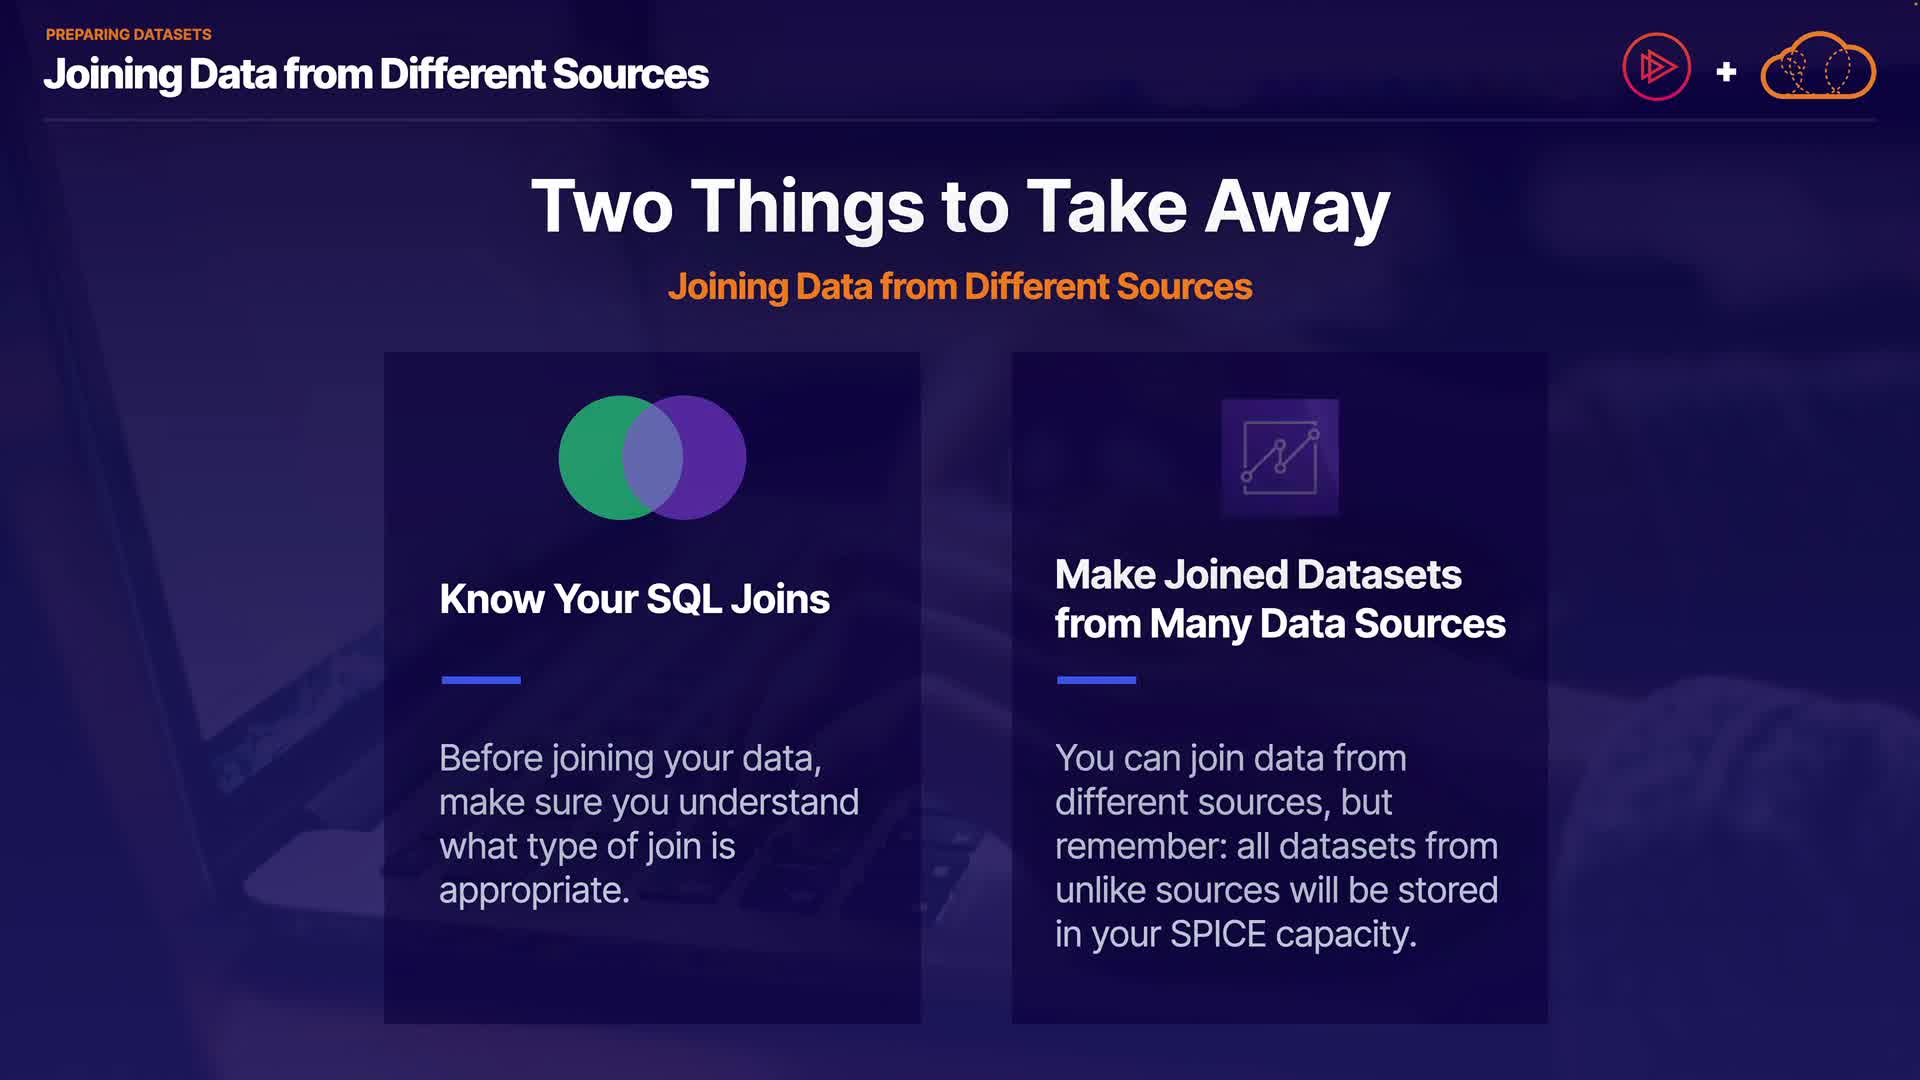 PREPARING DATASETS
Joining Data from Different Sources
+
Two Things to Take Away
Joining Data from Different Sources
Know Your SQL Joins
Before joining your data,
make sure you understand
what type of join is
appropriate.
Make Joined Datasets
from Many Data Sources
You can join data from
different sources, but
remember: all datasets from
unlike sources will be stored
in your SPICE capacity.